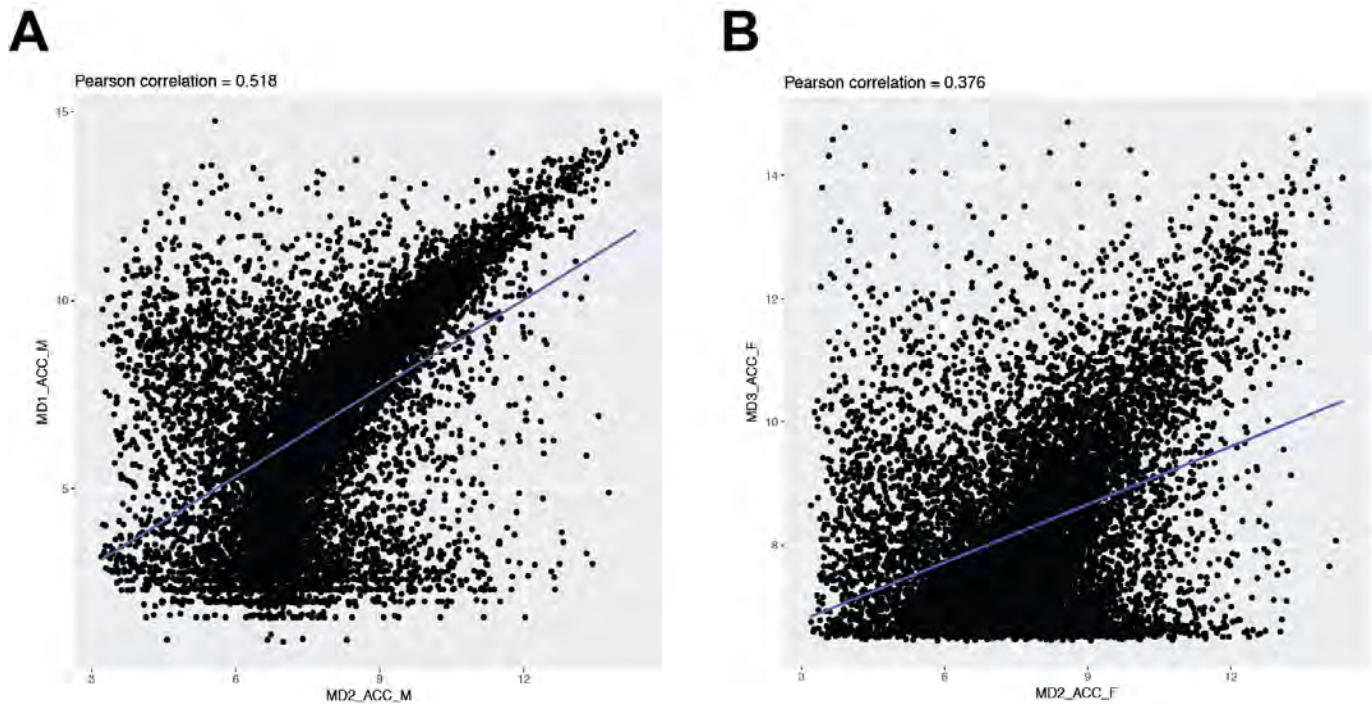 A
B
Pearson correlation = 0.518
Pearson correlation = 0.376
15
10
5
MD1_ACC_M
3
6
9
12
MD2_ACC_M
14
12
10
8
MD3_ACC_F
3
6
9
12
MD2_ACC_F